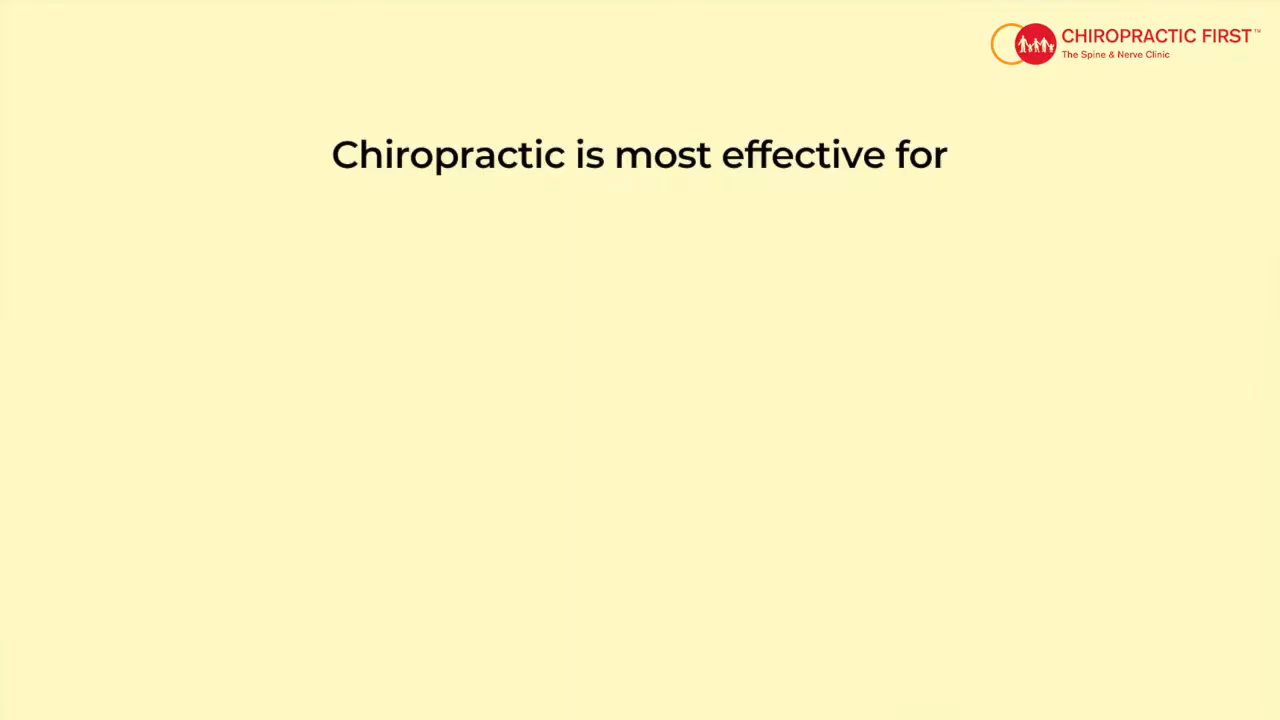 CHIROPRACTIC FIRST™
The Spine & Nerve Clinic
Chiropractic is most effective for